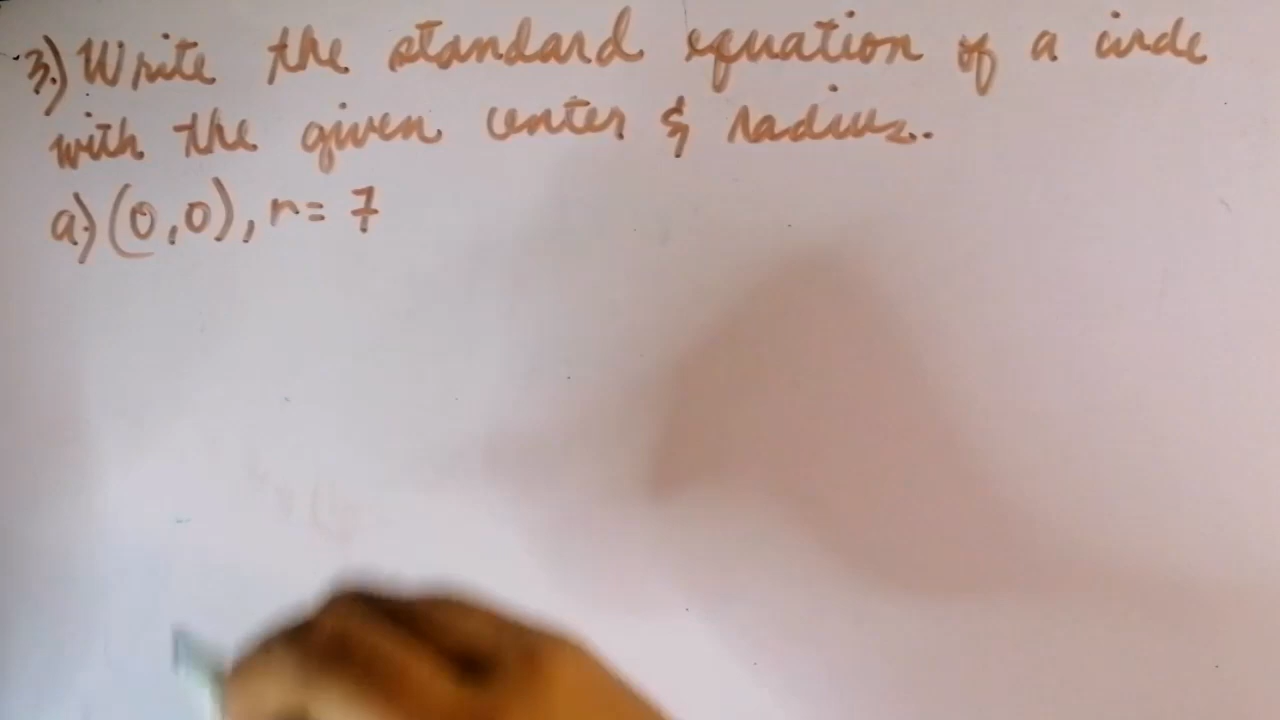 3.) Write the standard equation of a circle
with the given center & radius.
a.) (0,0), r = 7